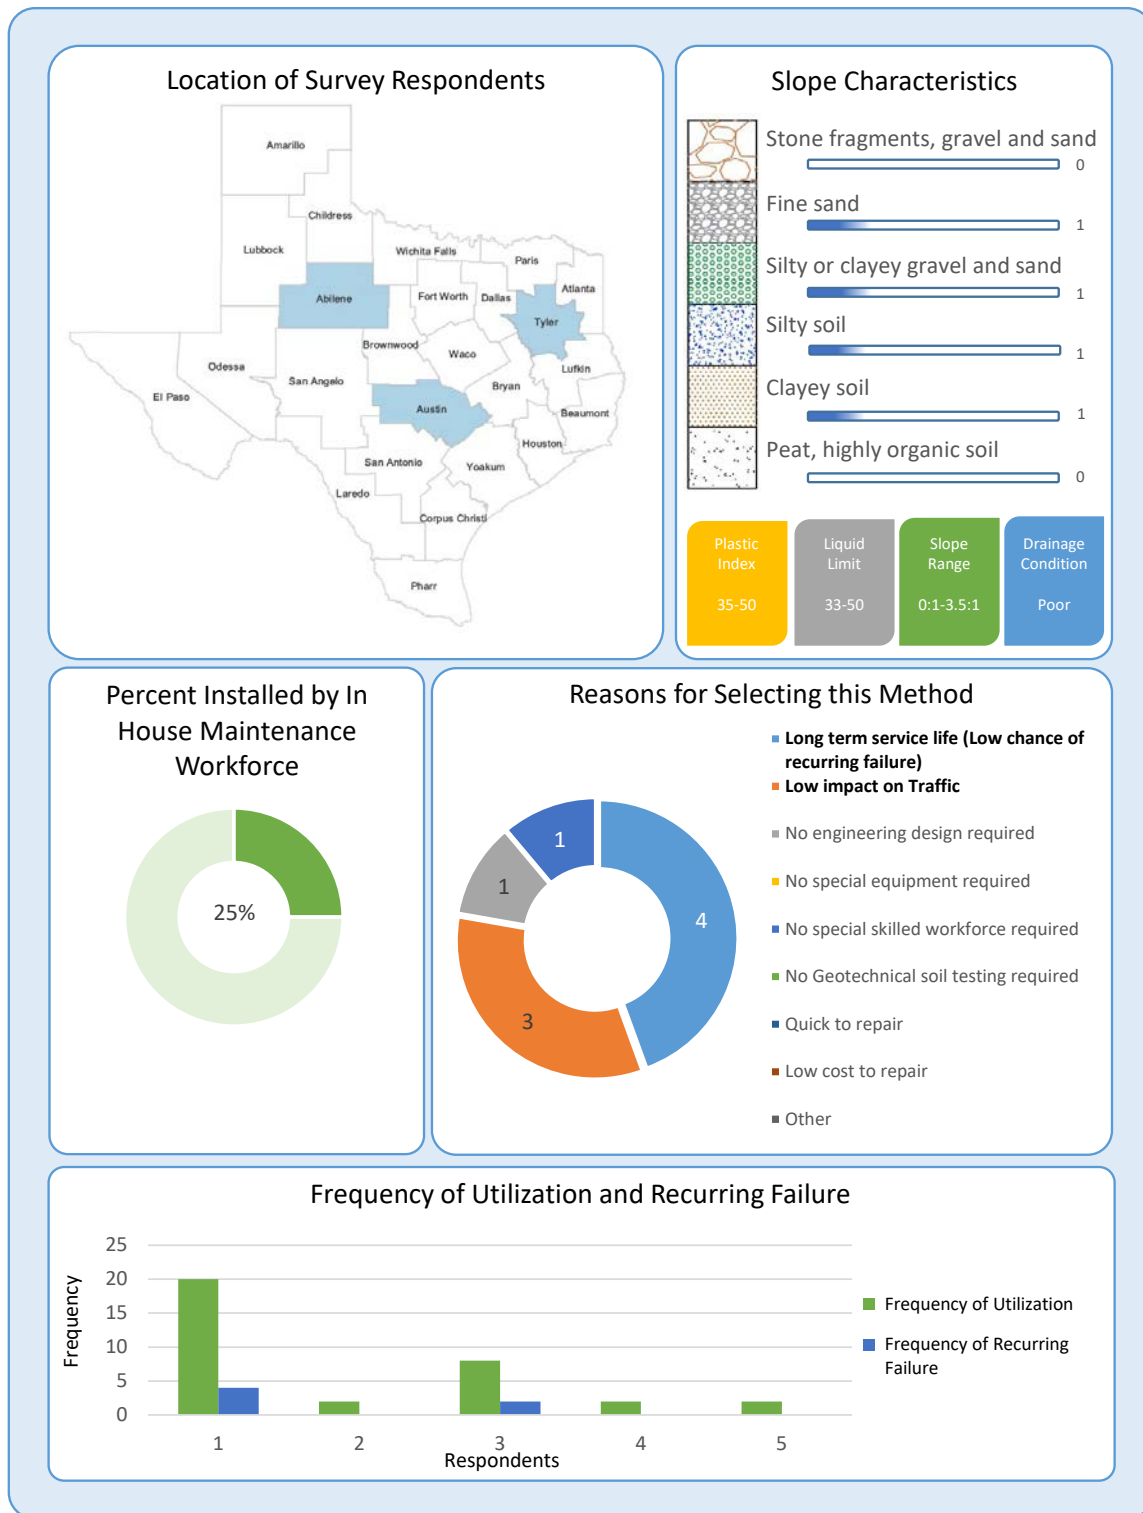 Location of Survey Respondents
Amarillo
Childress
Lubbock
Wichita Falls
Paris
Atlanta
Abilene
Fort Worth
Dallas
Tyler
Brownwood
Waco
Odessa
San Angelo
Lufkin
Bryan
El Paso
Austin
Beaumont
Houston
San Antonio
Yoakum
Laredo
Corpus Christi
Pharr
Slope Characteristics
Stone fragments, gravel and sand
0
Fine sand
1
Silty or clayey gravel and sand
1
Silty soil
1
Clayey soil
1
Peat, highly organic soil
0
Plastic
Index
35-50
Liquid
Limit
33-50
Slope
Range
0:1-3.5:1
Drainage
Condition
Poor
Percent Installed by In
House Maintenance
Workforce
25%
Reasons for Selecting this Method
1
1
4
3
Long term service life (Low chance of
recurring failure)
Low impact on Traffic
No engineering design required
No special equipment required
No special skilled workforce required
No Geotechnical soil testing required
Quick to repair
Low cost to repair
Other
Frequency of Utilization and Recurring Failure
Frequency
25
20
15
10
5
0
1 2 3 4 5
Respondents
Frequency of Utilization
Frequency of Recurring
Failure